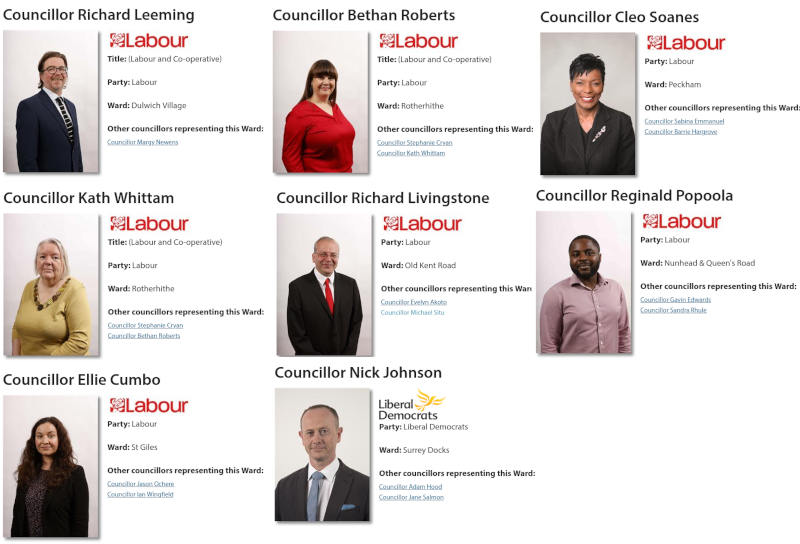 Councillor Richard Leeming
Labour
Title: (Labour and Co-operative)
Party: Labour
Ward: Dulwich Village
Other councillors representing this Ward:
Councillor Margy Newens
Councillor Bethan Roberts
Labour
Title: (Labour and Co-operative)
Party: Labour
Ward: Rotherhithe
Other councillors representing this Ward:
Councillor Stephanie Cryan
Councillor Kath Whittam
Councillor Cleo Soanes
Labour
Party: Labour
Ward: Peckham
Other councillors representing this Ward:
Councillor Sabina Emmanuel
Councillor Barrie Hargrove
Councillor Kath Whittam
Labour
Title: (Labour and Co-operative)
Party: Labour
Ward: Rotherhithe
Other councillors representing this Ward:
Councillor Stephanie Cryan
Councillor Bethan Roberts
Councillor Richard Livingstone
Labour
Party: Labour
Ward: Old Kent Road
Other councillors representing this Ward
Councillor Evelyn Akoto
Councillor Michael Situ
Councillor Reginald Popoola
Labour
Party: Labour
Ward: Nunhead & Queen's Road
Other councillors representing this Ward:
Councillor Gavin Edwards
Councillor Sandra Rhule
Councillor Ellie Cumbo
Labour
Party: Labour
Ward: St Giles
Other councillors representing this Ward:
Councillor Jason Ochere
Councillor Ian Wingfield
Councillor Nick Johnson
Liberal
Democrats
Party: Liberal Democrats
Ward: Surrey Docks
Other councillors representing this Ward:
Councillor Adam Hood
Councillor Jane Salmon